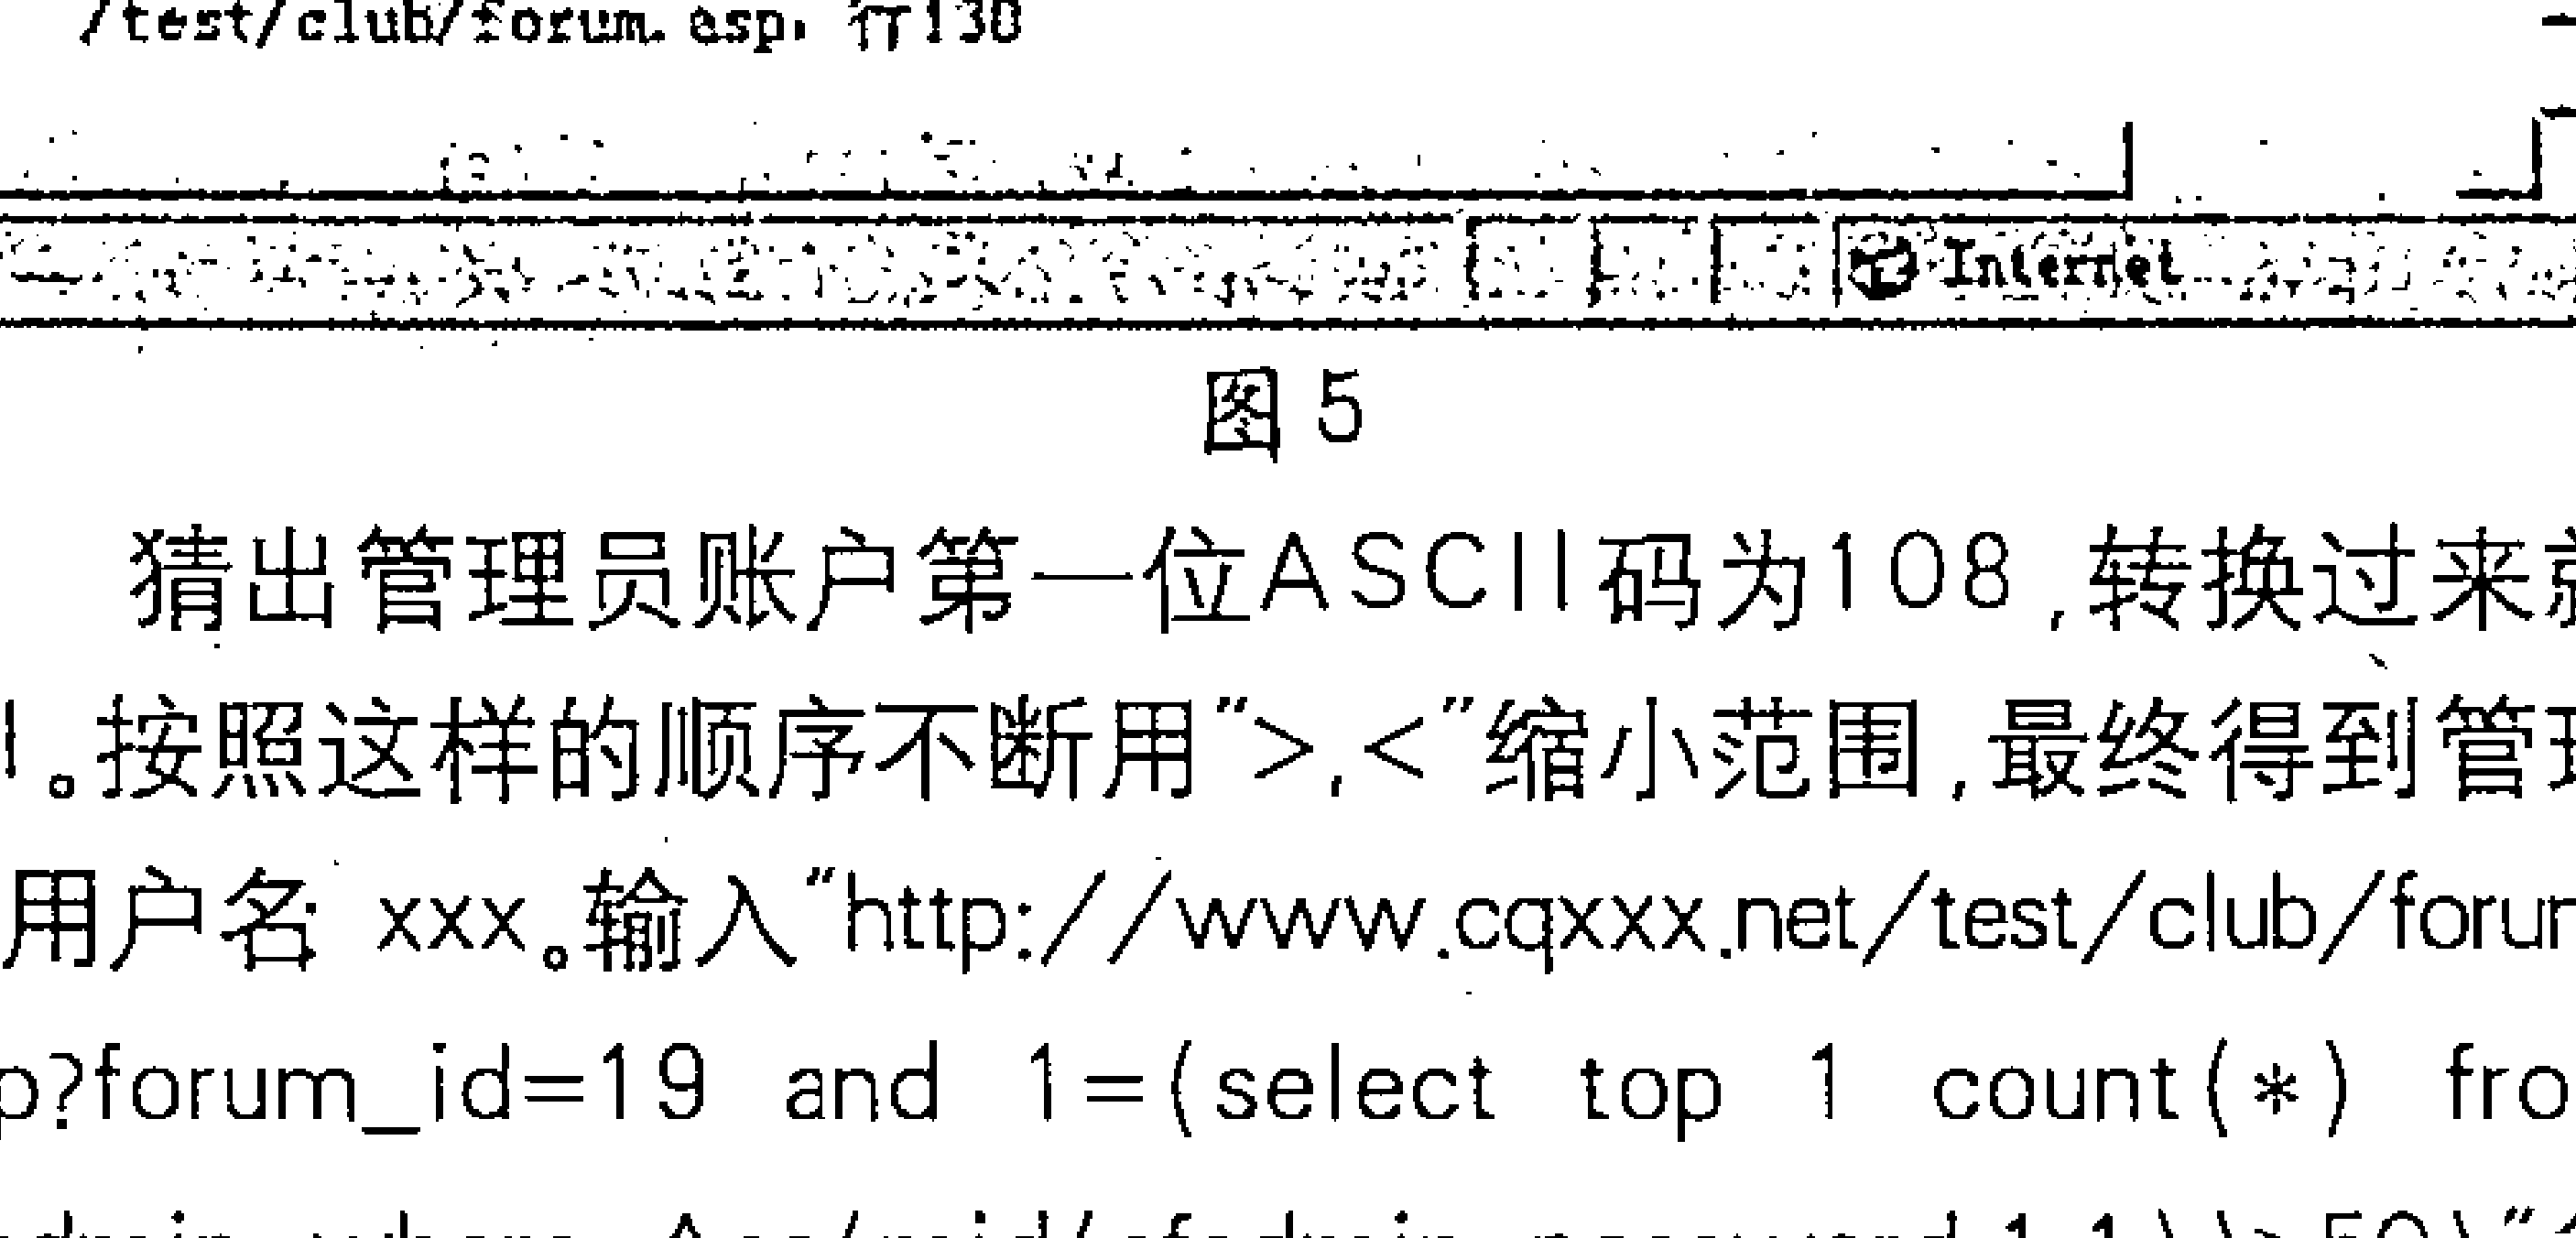 /test/club/forum.asp, 行130
Internet
图 5
猜出管理员账户第一位ASCII码为108,转换过来就
l。按照这样的顺序不断用">,<"缩小范围,最终得到管理
用户名 xxx。输入"http://www.cqxxx.net/test/club/forum
p?forum_id=19 and 1=(select top 1 count(*) fro